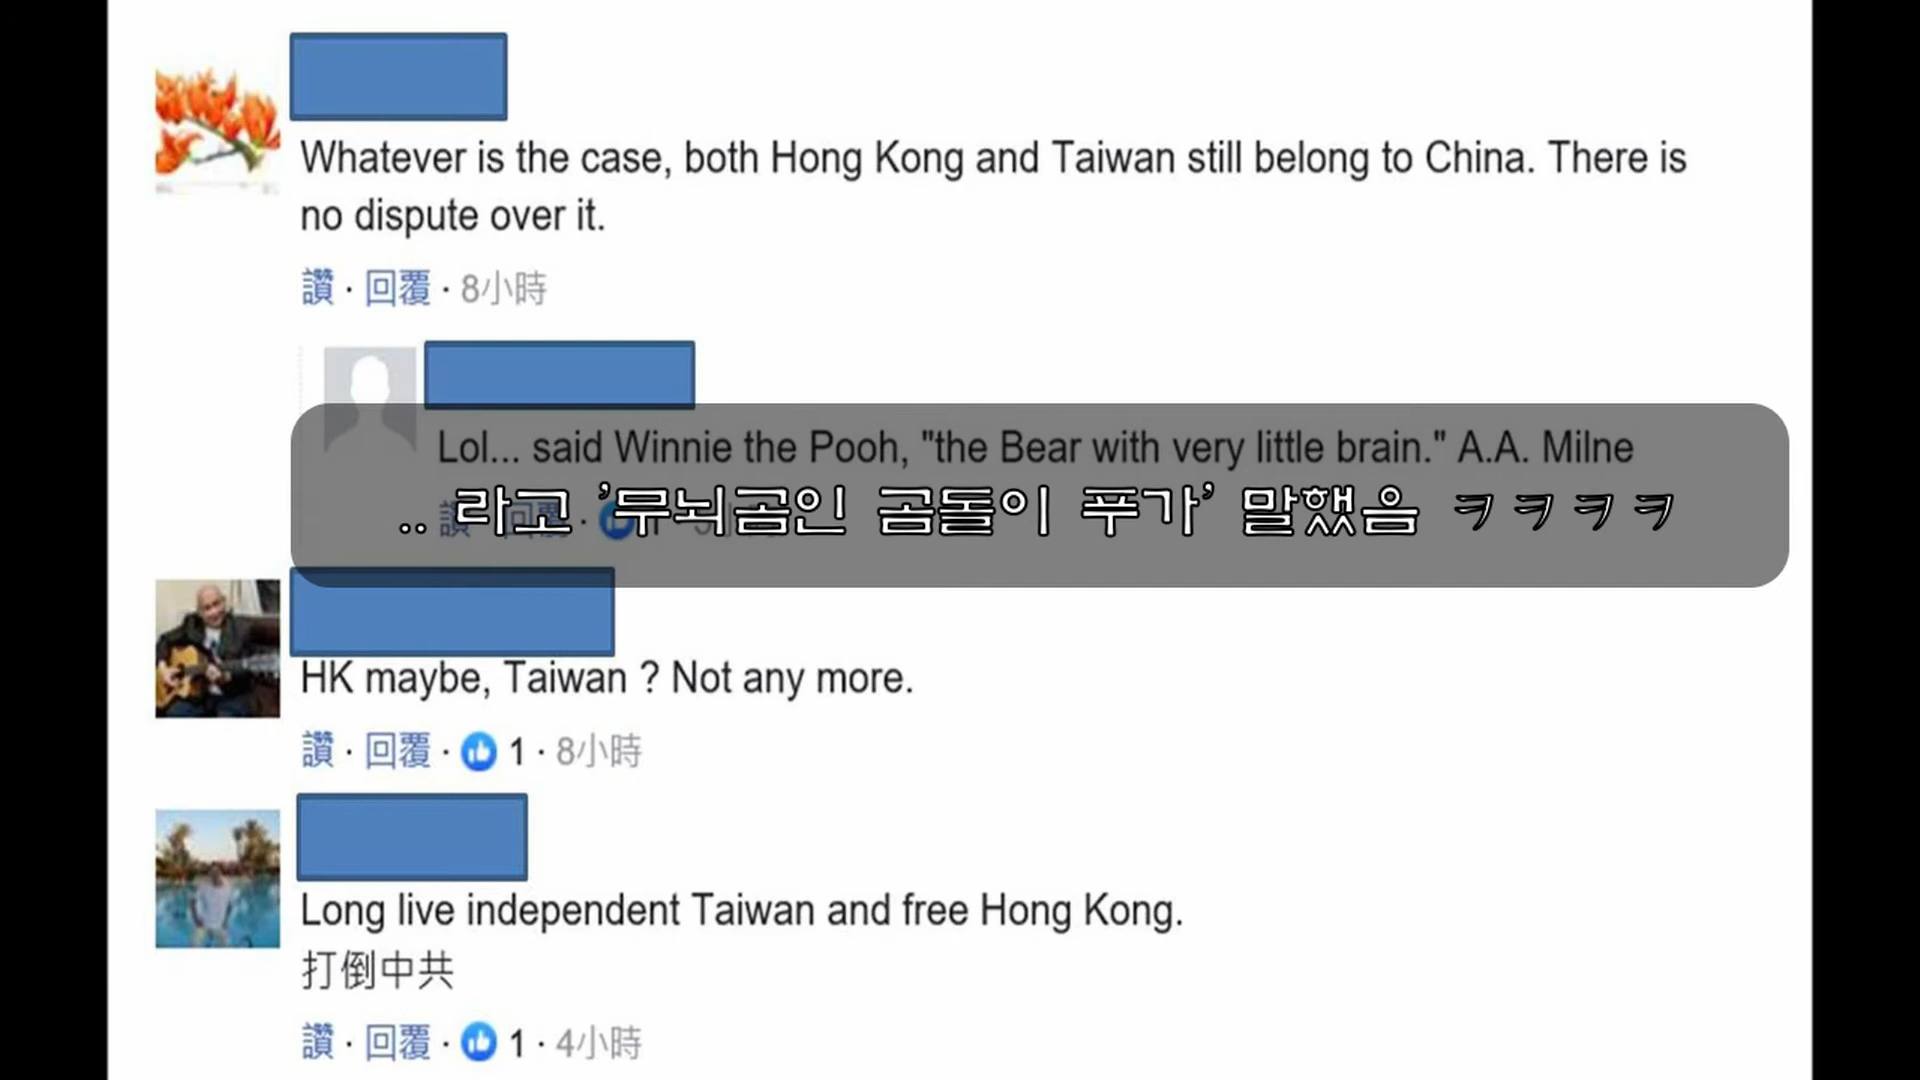 Whatever is the case, both Hong Kong and Taiwan still belong to China. There is
no dispute over it.
讚 · 回覆 · 8小時
Lol... said Winnie the Pooh, "the Bear with very little brain." A.A. Milne
.. 라고 '무뇌곰인 곰돌이 푸가' 말했음 ㅋㅋㅋㅋ
讚 · 回覆 ·
HK maybe, Taiwan ? Not any more.
讚 · 回覆 · 1 · 8小時
Long live independent Taiwan and free Hong Kong.
打倒中共
讚 · 回覆 · 1 · 4小時